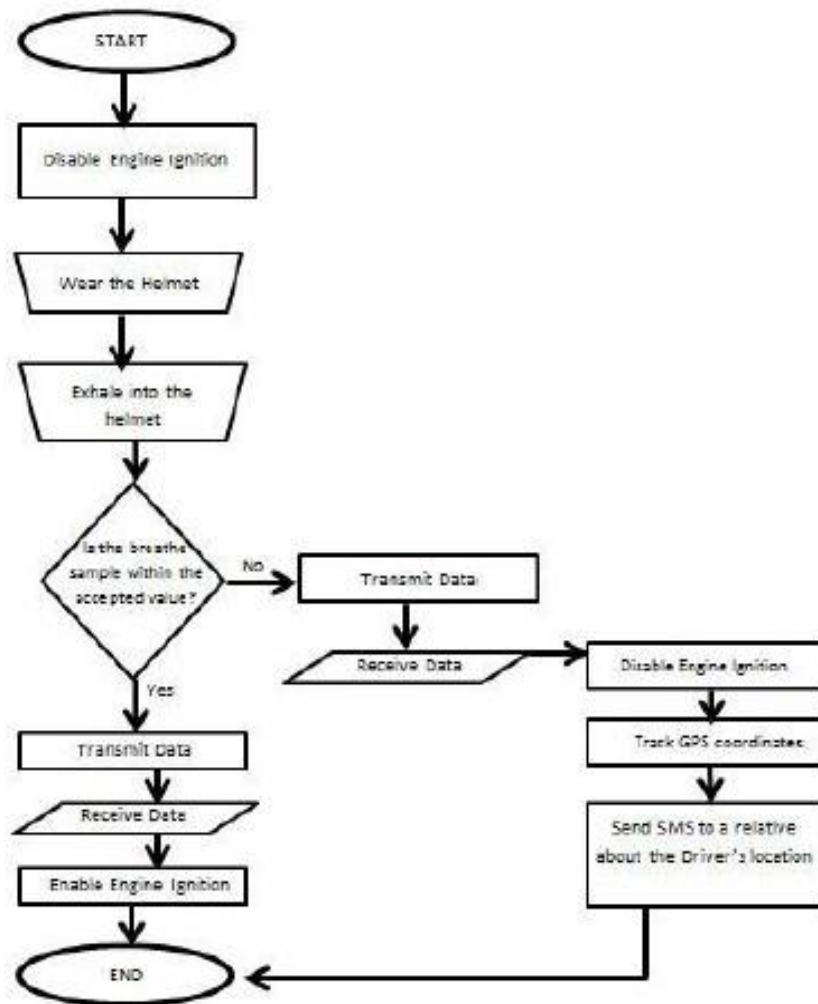 START
Disable Engine Ignition
Wear the Helmet
Exhale into the
helmet
Is the breathe
sample within the
accepted value?
No
Transmit Data
Receive Data
Disable Engine Ignition
Track GPS coordinates
Send SMS to a relative
about the Driver's location
Yes
Transmit Data
Receive Data
Enable Engine Ignition
END